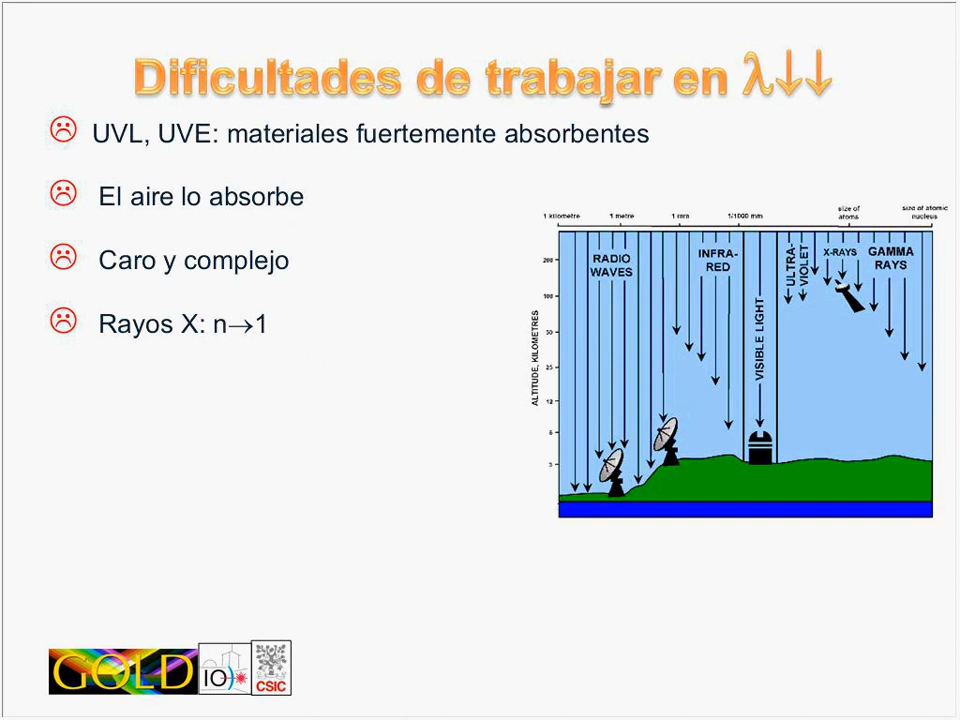 Dificultades de trabajar en λ↓↓
☹ UVL, UVE: materiales fuertemente absorbentes
☹ El aire lo absorbe
☹ Caro y complejo
☹ Rayos X: n→1
1 kilometre 1 metre 1 mm 1/1000 mm size of atoms size of atomic nucleus
RADIO WAVES
INFRA-RED
VISIBLE LIGHT
ULTRA-VIOLET
X-RAYS
GAMMA RAYS
ALTITUDE, KILOMETRES
200
100
50
25
12
6
3
GOLD IO CSIC